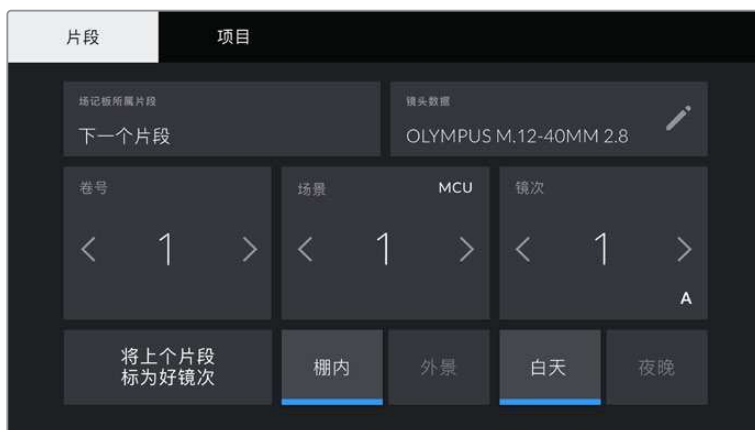 片段 项目
场记板所属片段 镜头数据
下一个片段 OLYMPUS M.12-40MM 2.8
卷号 场景 MCU 镜次
< 1 > < 1 > < 1 >
A
将上个片段
标为好镜次
棚内 外景 白天 夜晚